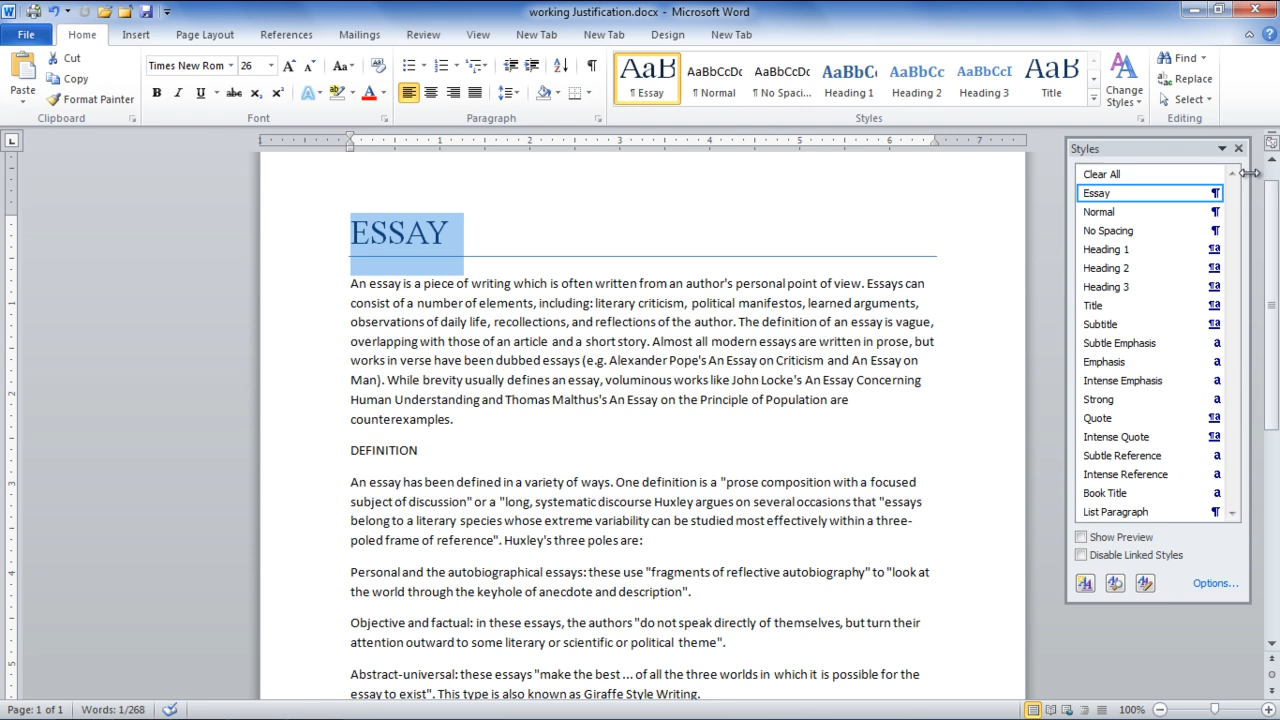 working Justification.docx - Microsoft Word
File Home Insert Page Layout References Mailings Review View New Tab New Tab Design New Tab
Paste
Cut
Copy
Format Painter
Clipboard
Times New Rom 26
Font
Paragraph
AaB AaBbCcDc AaBbCcDc AaBbCc AaBbCc AaBbCcD AaB
¶ Essay ¶ Normal ¶ No Spaci... Heading 1 Heading 2 Heading 3 Title
Change Styles
Styles
Find
Replace
Select
Editing
Styles
Clear All
Essay
Normal
No Spacing
Heading 1
Heading 2
Heading 3
Title
Subtitle
Subtle Emphasis
Emphasis
Intense Emphasis
Strong
Quote
Intense Quote
Subtle Reference
Intense Reference
Book Title
List Paragraph
Show Preview
Disable Linked Styles
Options...
ESSAY
An essay is a piece of writing which is often written from an author's personal point of view. Essays can
consist of a number of elements, including: literary criticism, political manifestos, learned arguments,
observations of daily life, recollections, and reflections of the author. The definition of an essay is vague,
overlapping with those of an article and a short story. Almost all modern essays are written in prose, but
works in verse have been dubbed essays (e.g. Alexander Pope's An Essay on Criticism and An Essay on
Man). While brevity usually defines an essay, voluminous works like John Locke's An Essay Concerning
Human Understanding and Thomas Malthus's An Essay on the Principle of Population are
counterexamples.
DEFINITION
An essay has been defined in a variety of ways. One definition is a "prose composition with a focused
subject of discussion" or a "long, systematic discourse Huxley argues on several occasions that "essays
belong to a literary species whose extreme variability can be studied most effectively within a three-
poled frame of reference". Huxley's three poles are:
Personal and the autobiographical essays: these use "fragments of reflective autobiography" to "look at
the world through the keyhole of anecdote and description".
Objective and factual: in these essays, the authors "do not speak directly of themselves, but turn their
attention outward to some literary or scientific or political theme".
Abstract-universal: these essays "make the best ... of all the three worlds in which it is possible for the
essay to exist". This type is also known as Giraffe Style Writing.
Page: 1 of 1 Words: 1/268 100%